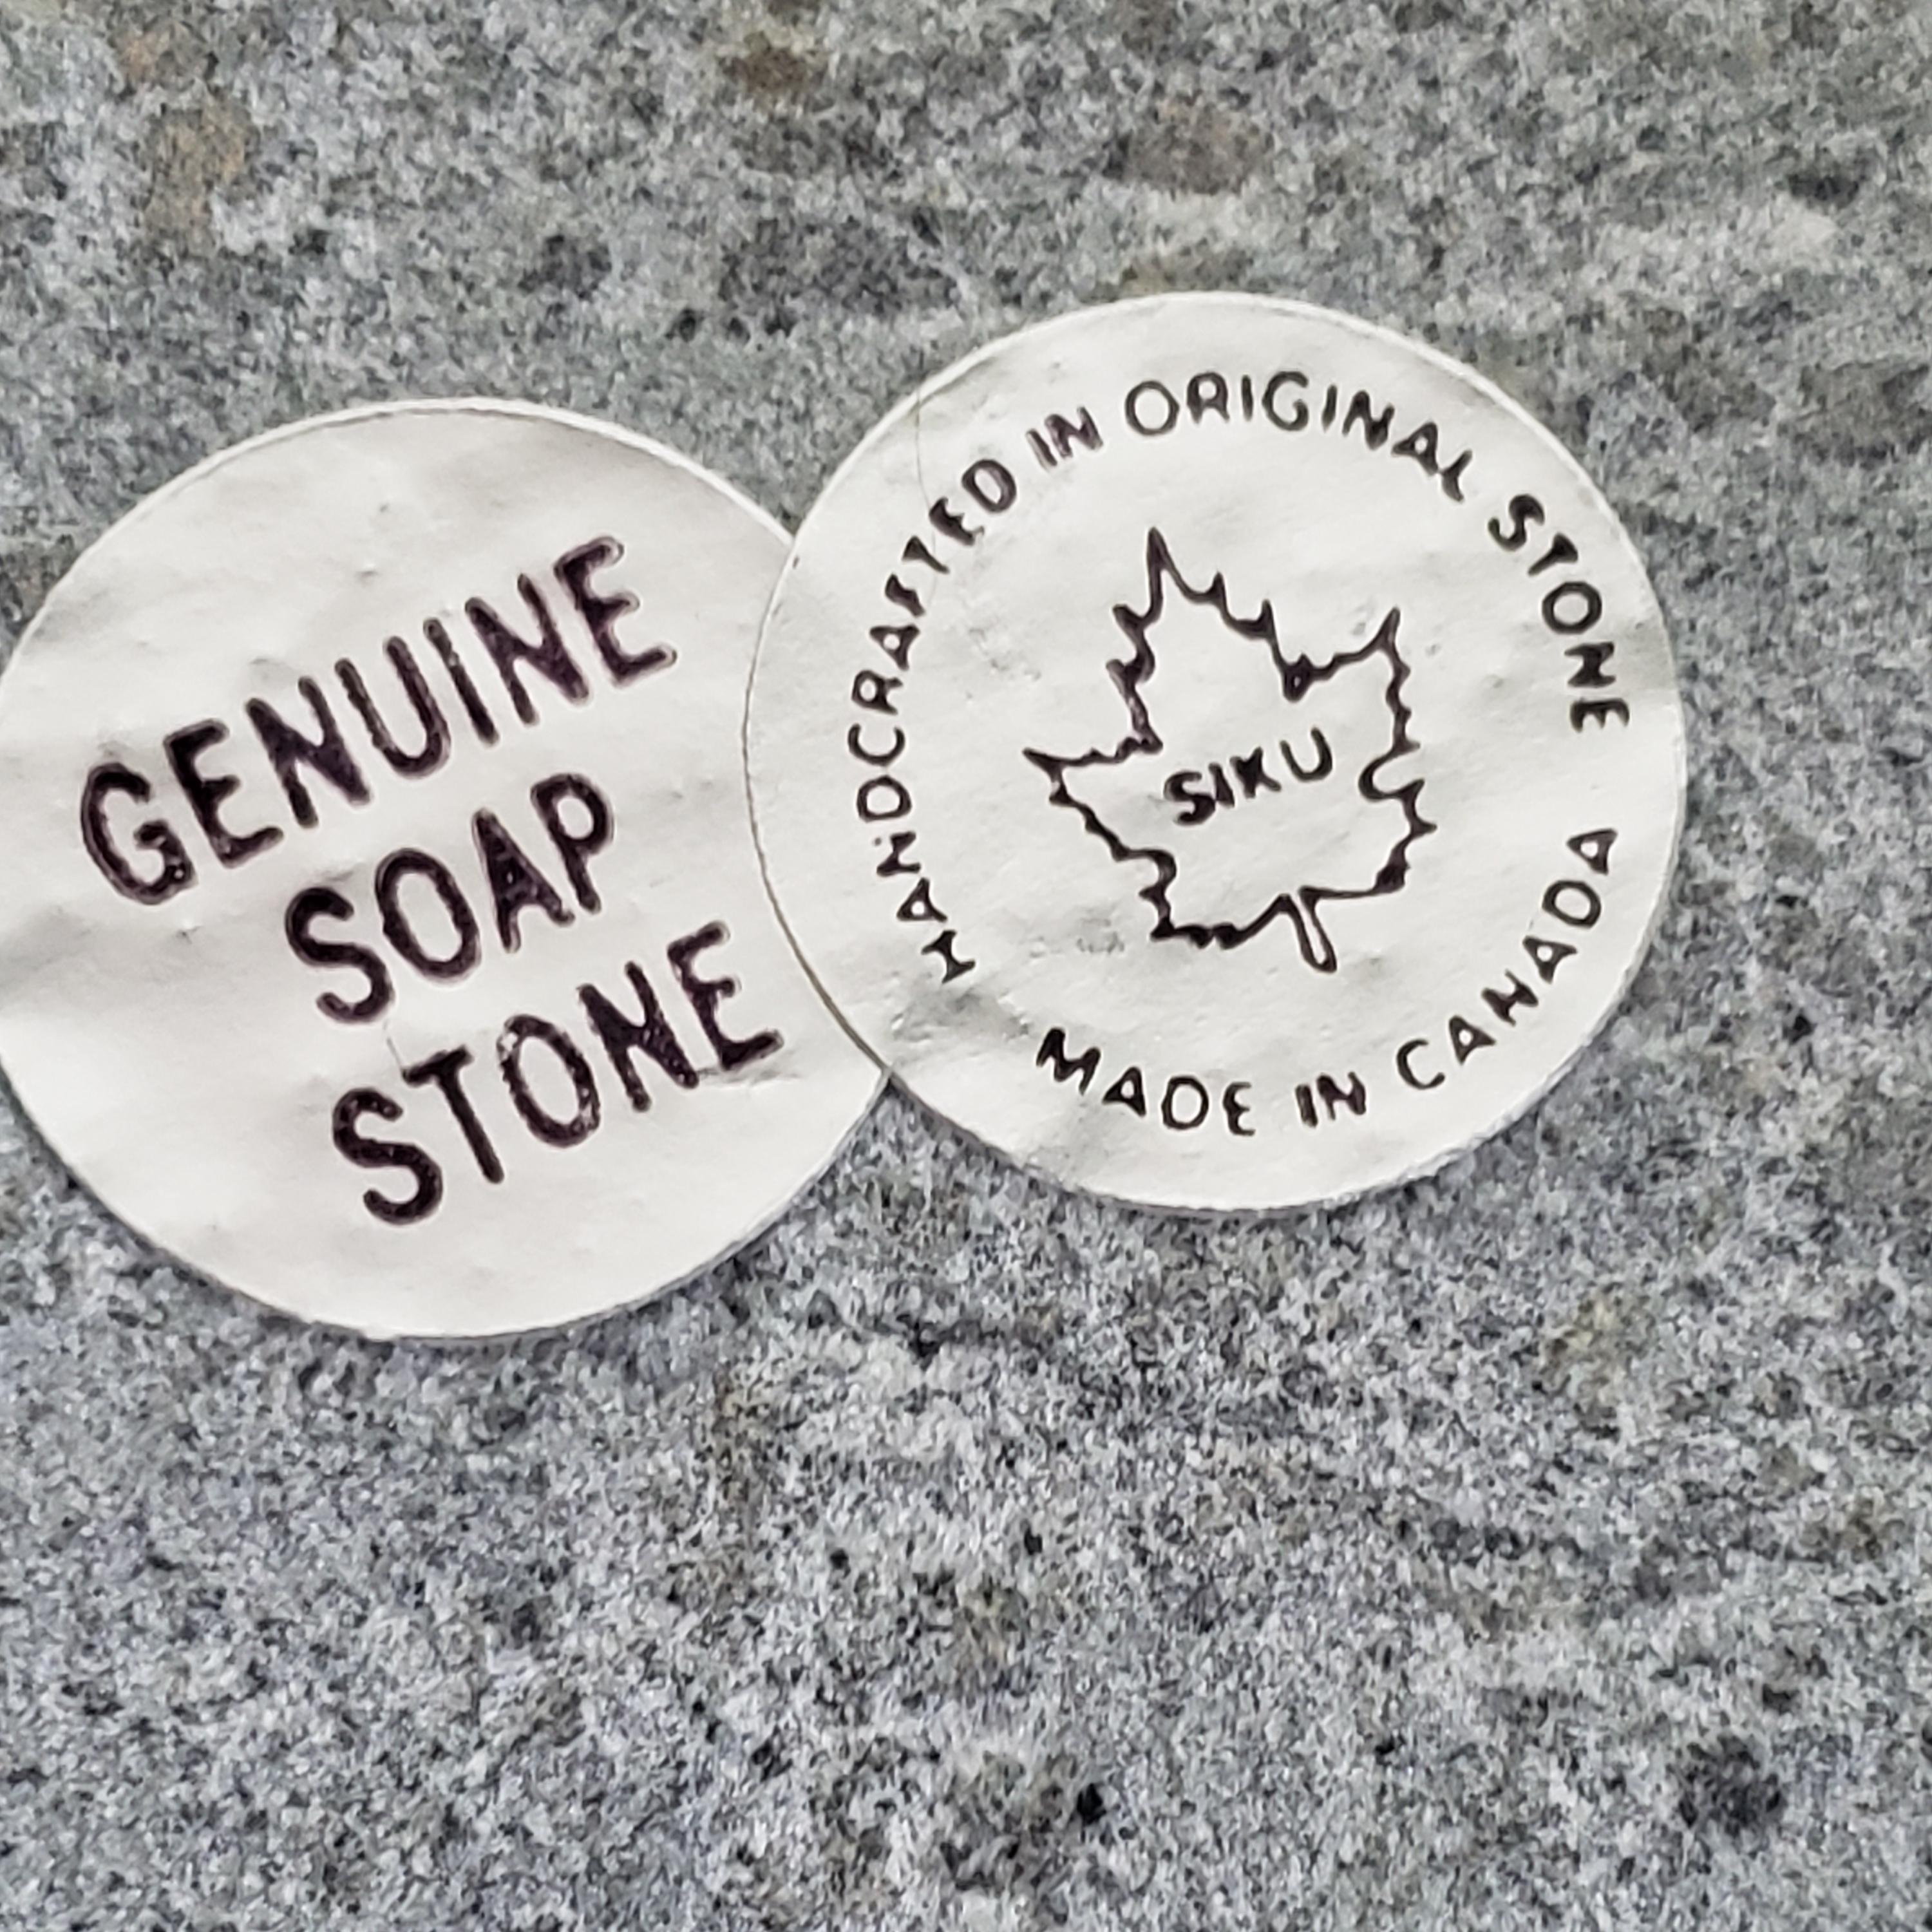 GENUINE
SOAP
STONE
HANDCRAFTED IN ORIGINAL STONE
SIKU
MADE IN CANADA